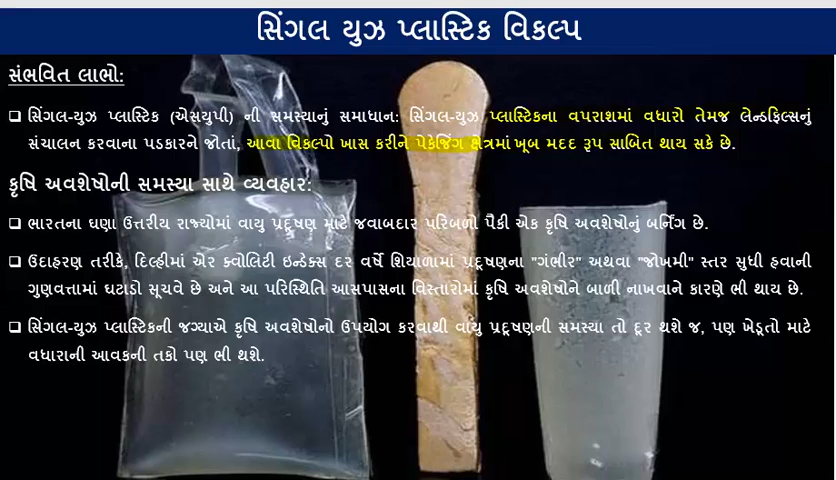 સિંગલ યુઝ પ્લાસ્ટિક વિકલ્પ
સંભવિત લાભો:
❑ સિંગલ-યુઝ પ્લાસ્ટિક (એસયુપી) ની સમસ્યાનું સમાધાન: સિંગલ-યુઝ પ્લાસ્ટિકના વપરાશમાં વધારો તેમજ લેન્ડફિલ્સનું
સંચાલન કરવાના પડકારને જોતાં, આવા વિકલ્પો ખાસ કરીને પેકેજિંગ ક્ષેત્રમાં ખૂબ મદદ રૂપ સાબિત થાય સકે છે.
કૃષિ અવશેષોની સમસ્યા સાથે વ્યવહાર:
❑ ભારતના ઘણા ઉત્તરીય રાજ્યોમાં વાયુ પ્રદૂષણ માટે જવાબદાર પરિબળો પૈકી એક કૃષિ અવશેષોનું બર્નિંગ છે.
❑ ઉદાહરણ તરીકે, દિલ્હીમાં એર ક્વોલિટી ઇન્ડેક્સ દર વર્ષે શિયાળામાં પ્રદૂષણના "ગંભીર" અથવા "જોખમી" સ્તર સુધી હવાની
ગુણવત્તામાં ઘટાડો સૂચવે છે અને આ પરિસ્થિતિ આસપાસના વિસ્તારોમાં કૃષિ અવશેષોને બાળી નાખવાને કારણે ભી થાય છે.
❑ સિંગલ-યુઝ પ્લાસ્ટિકની જગ્યાએ કૃષિ અવશેષોનો ઉપયોગ કરવાથી વાયુ પ્રદૂષણની સમસ્યા તો દૂર થશે જ, પણ ખેડૂતો માટે
વધારાની આવકની તકો પણ ભી થશે.